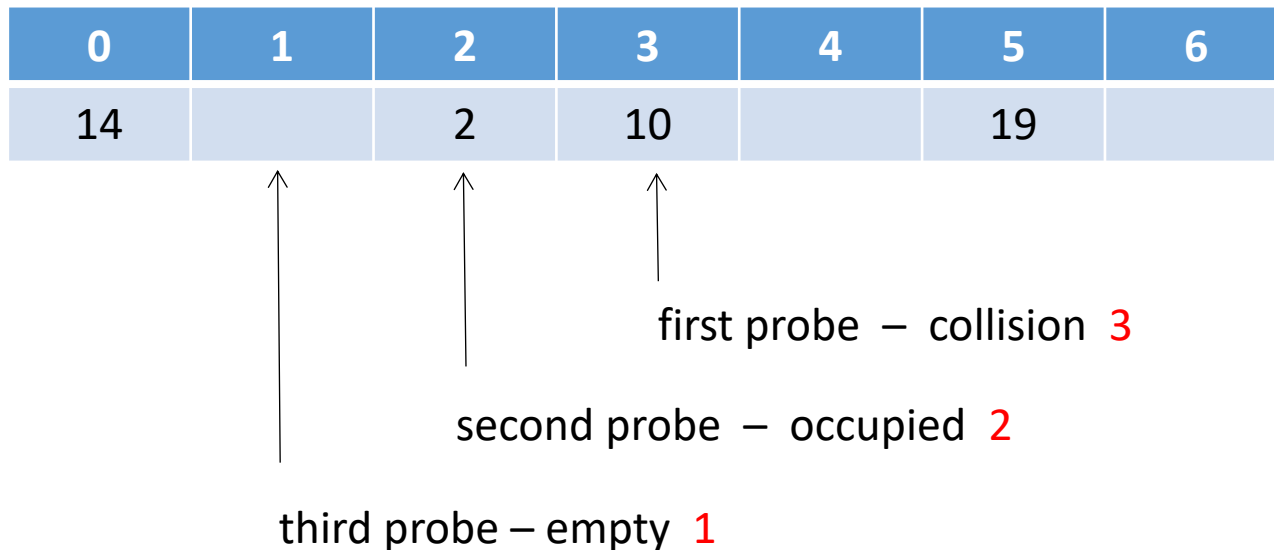 0 1 2 3 4 5 6
14 2 10 19
first probe – collision 3
second probe – occupied 2
third probe – empty 1